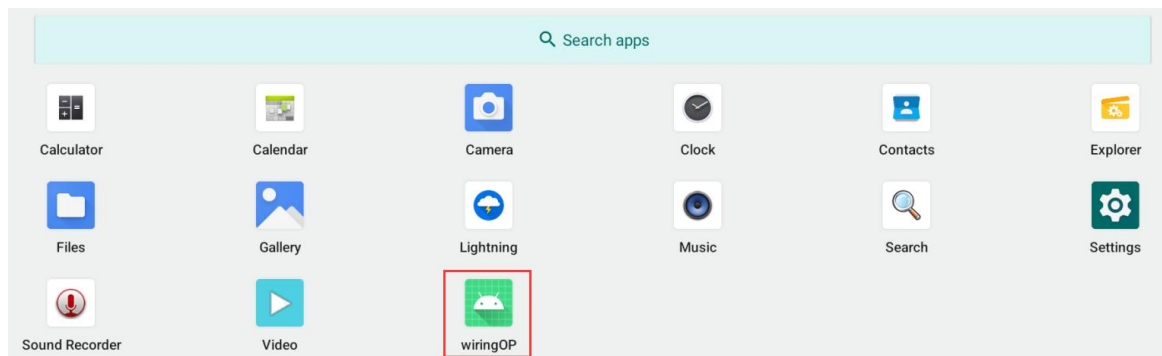 Search apps
Calculator Calendar Camera Clock Contacts Explorer
Files Gallery Lightning Music Search Settings
Sound Recorder Video wiringOP